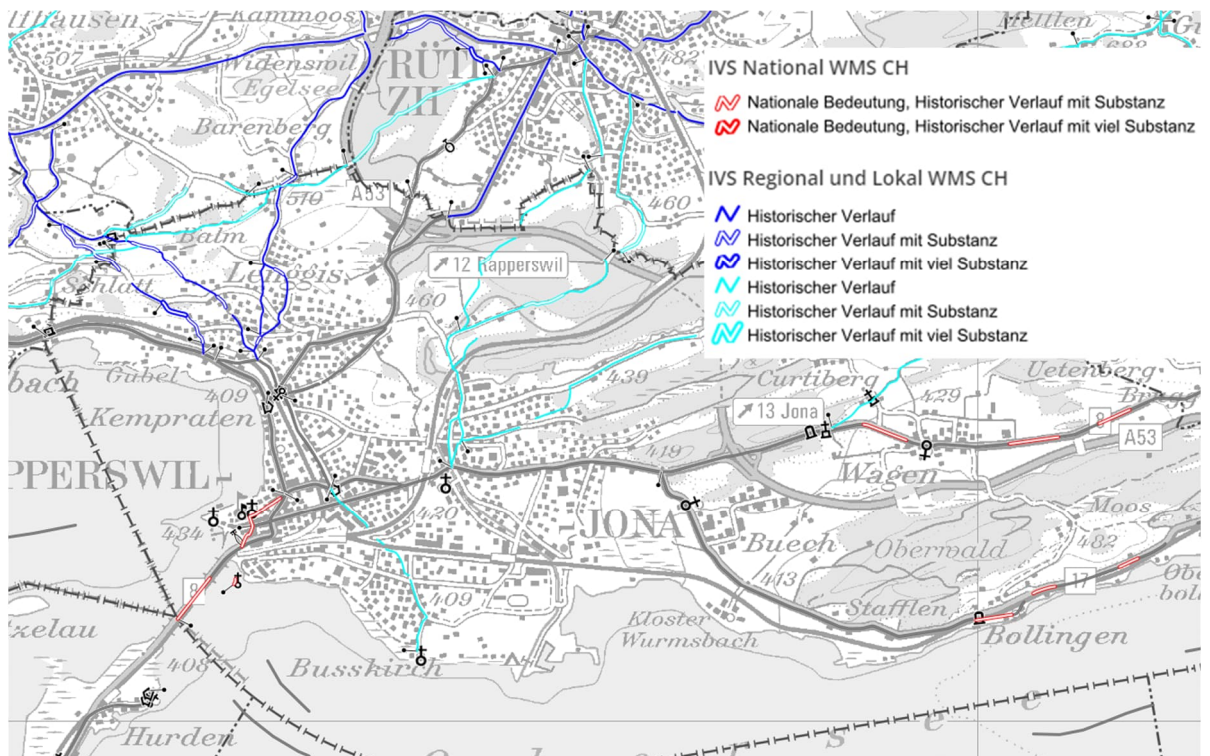 Kammoos
507
Widenswil
Egelsee
RÜTI
ZH
482
Barenberg
510
A53
460
Balm
Lenggis
12 Rapperswil
Schlatt
460
Gubel
409
Kempraten
439
Curtiberg
429
Uetenberg
13 Jona
8
A53
419
Wagen
PPERSWIL-
434
420
-JONA
Moos
Buech
Oberwald
482
413
8
409
Stafflen
17
Kloster
Wurmsbach
Bollingen
408
Busskirch
Hurden
682
IVS National WMS CH
Nationale Bedeutung, Historischer Verlauf mit Substanz
Nationale Bedeutung, Historischer Verlauf mit viel Substanz
IVS Regional und Lokal WMS CH
Historischer Verlauf
Historischer Verlauf mit Substanz
Historischer Verlauf mit viel Substanz
Historischer Verlauf
Historischer Verlauf mit Substanz
Historischer Verlauf mit viel Substanz